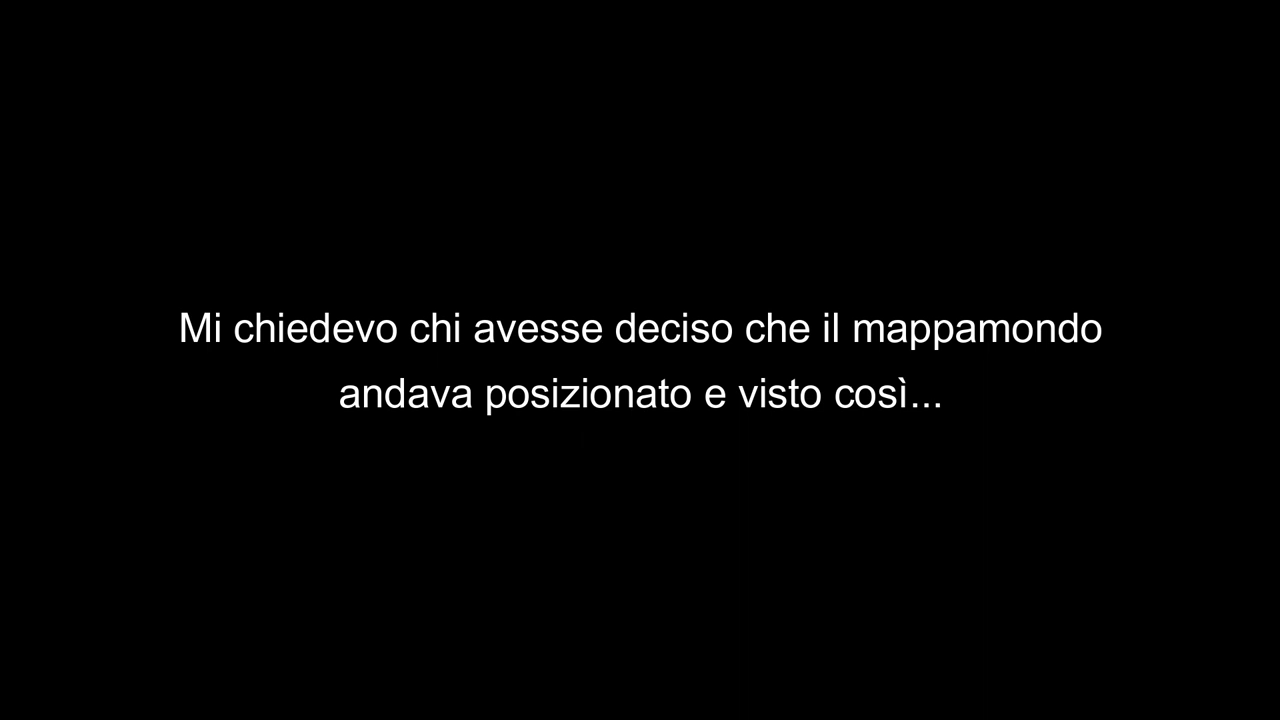 Mi chiedevo chi avesse deciso che il mappamondo
andava posizionato e visto così...